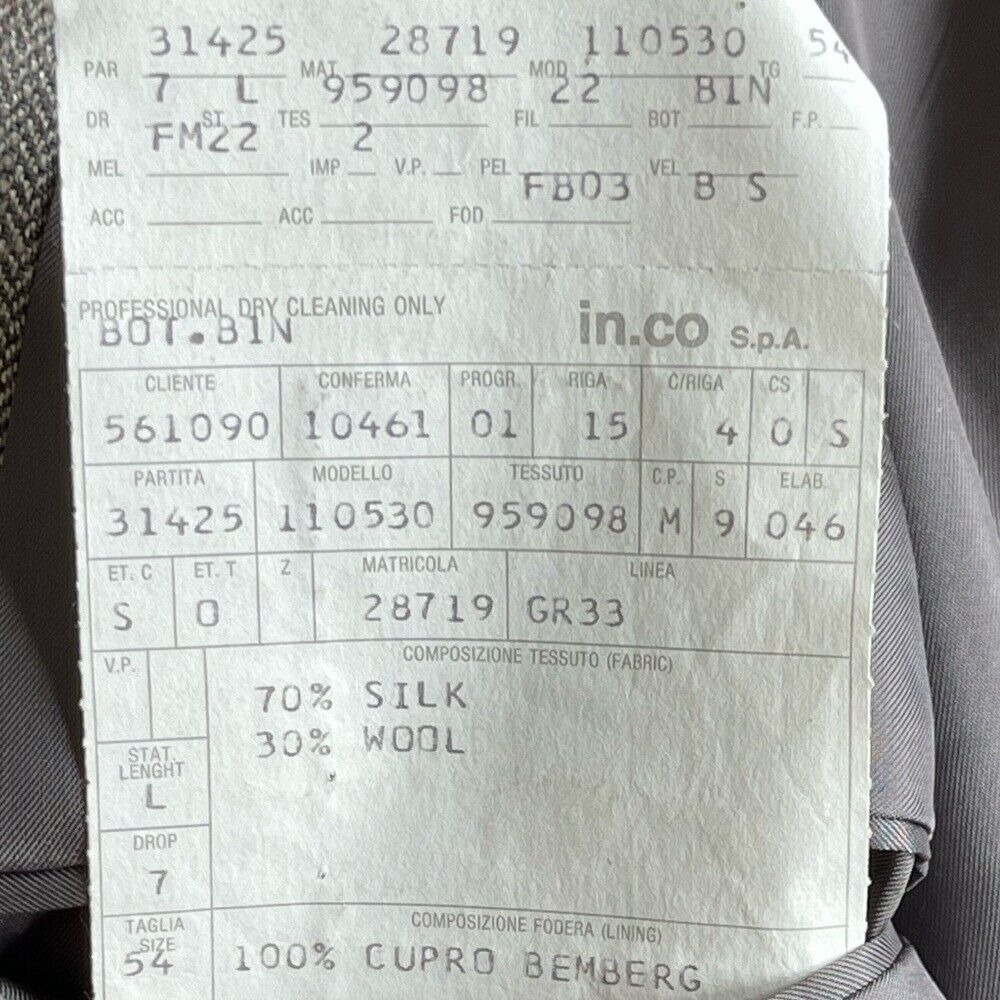 31425 28719 110530 54
PAR MAT. MOD TG
7 L 959098 22 B1N
DR ST. TES FIL BOT F.P.
FM22 2
MEL IMP V.P. PEL VEL
FB03 8 S
ACC ACC FOD
PROFESSIONAL DRY CLEANING ONLY
BOT.B1N
in.co S.p.A.
CLIENTE CONFERMA PROGR. RIGA C/RIGA CS
561090 10461 01 15 4 0 S
PARTITA MODELLO TESSUTO C.P. S ELAB.
31425 110530 959098 M 9 046
ET. C ET. T Z MATRICOLA LINEA
S 0 28719 GR33
V.P. COMPOSIZIONE TESSUTO (FABRIC)
70% SILK
30% WOOL
STAT.
LENGHT
L
DROP
7
TAGLIA
SIZE
54
COMPOSIZIONE FODERA (LINING)
100% CUPRO BEMBERG